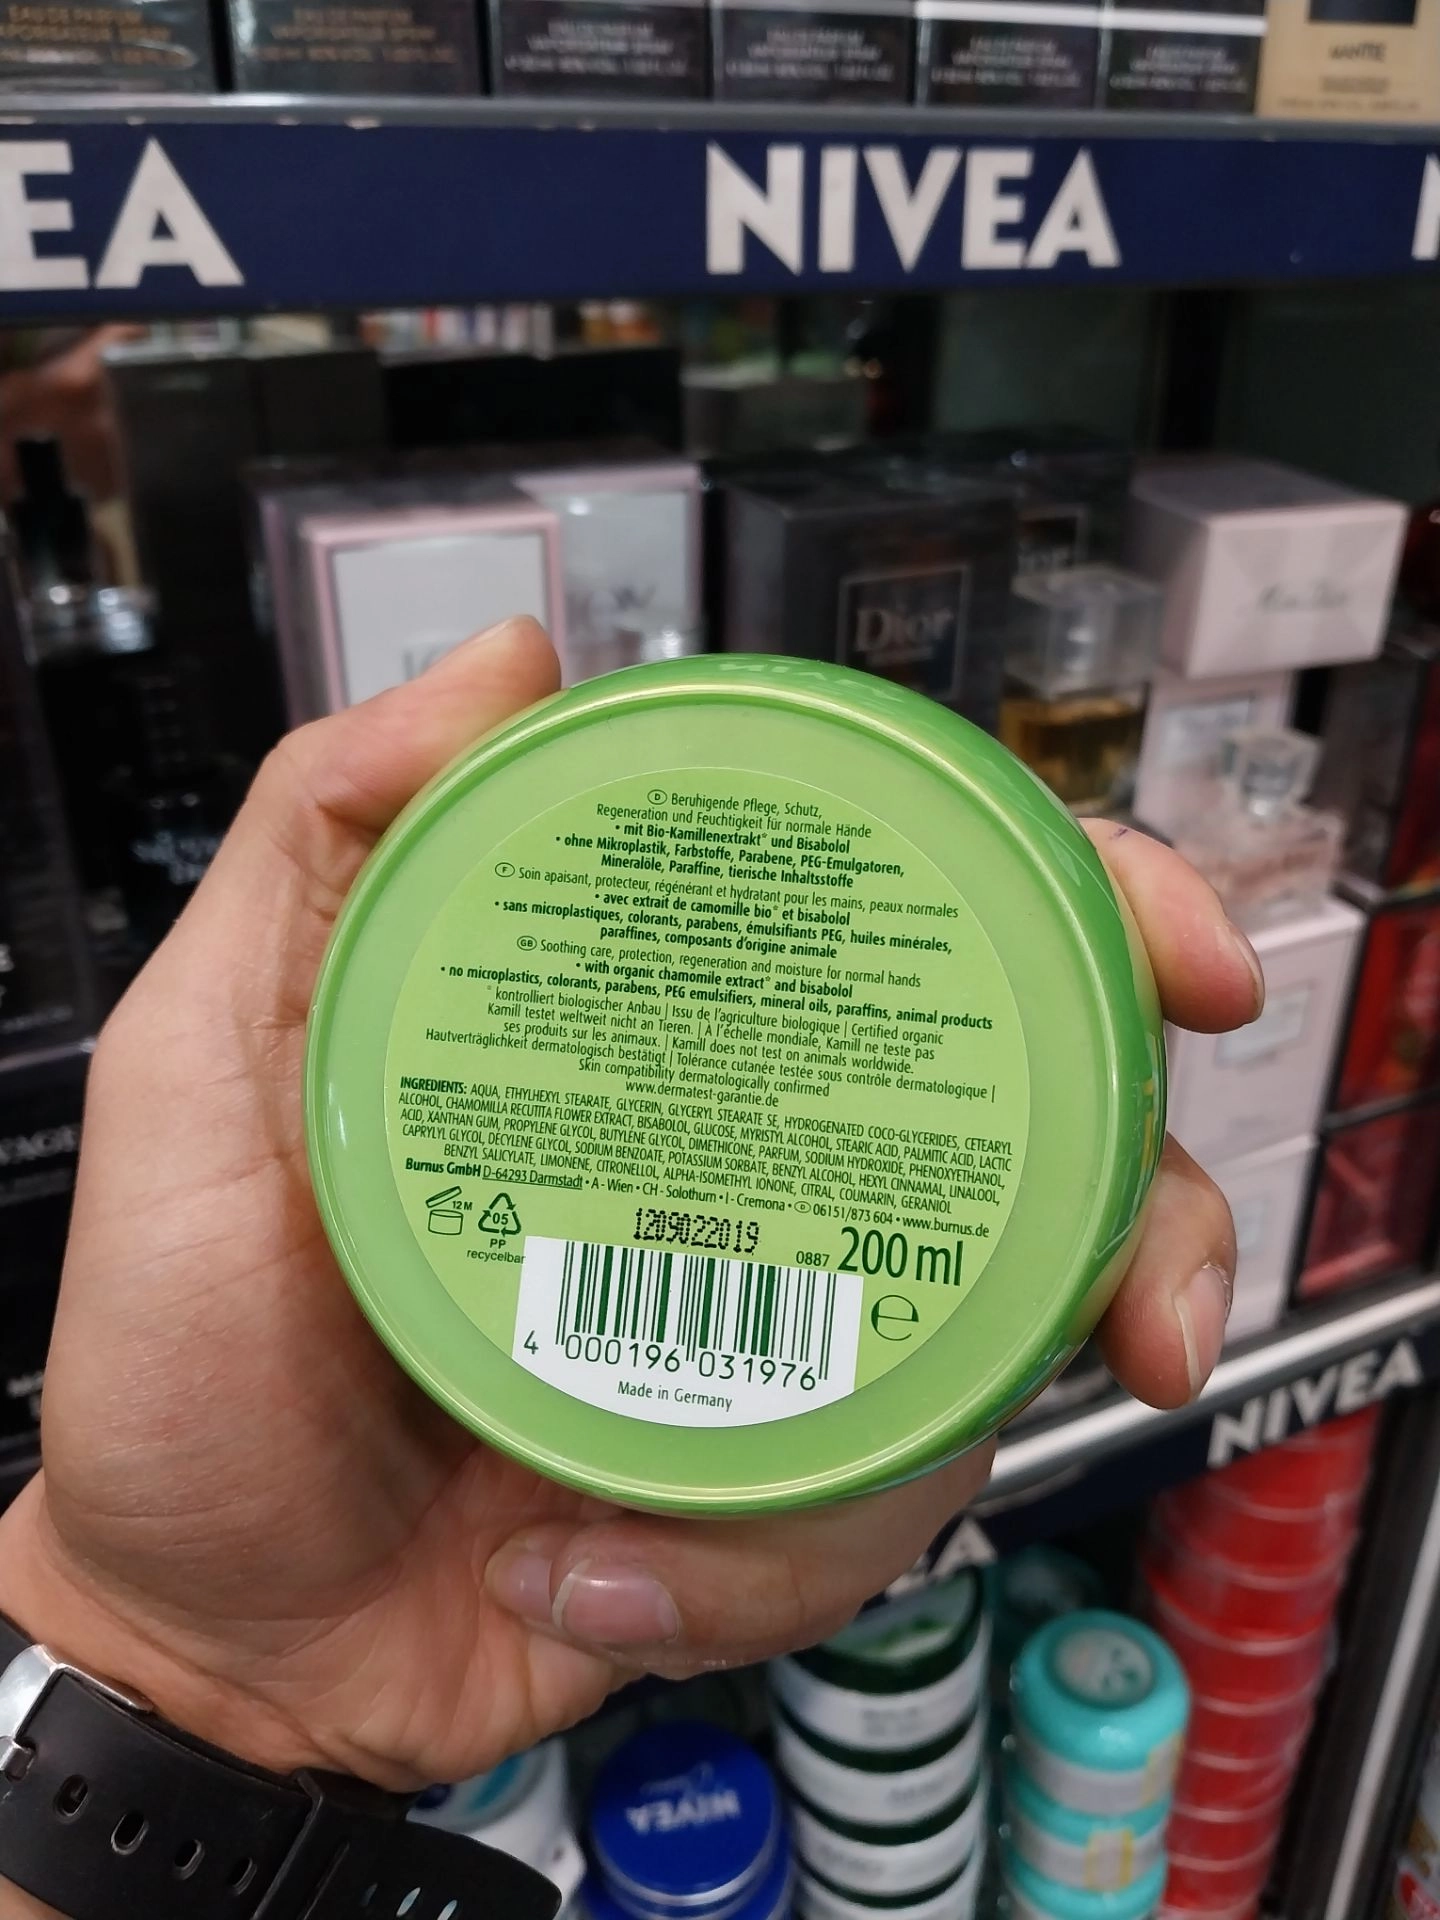 EAU DE PARFUM
NIVEA
EA
Dior
Ⓓ Beruhigende Pflege, Schutz,
Regeneration und Feuchtigkeit für normale Hände
• mit Bio-Kamillenextrakt* und Bisabolol
• ohne Mikroplastik, Farbstoffe, Parabene, PEG-Emulgatoren,
Mineralöle, Paraffine, tierische Inhaltsstoffe
Ⓕ Soin apaisant, protecteur, régénérant et hydratant pour les mains, peaux normales
• avec extrait de camomille bio* et bisabolol
• sans microplastiques, colorants, parabens, émulsifiants PEG, huiles minérales,
paraffines, composants d'origine animale
GB Soothing care, protection, regeneration and moisture for normal hands
• with organic chamomile extract* and bisabolol
• no microplastics, colorants, parabens, PEG emulsifiers, mineral oils, paraffins, animal products
* kontrolliert biologischer Anbau | Issu de l'agriculture biologique | Certified organic
Kamill testet weltweit nicht an Tieren. | À l'échelle mondiale, Kamill ne teste pas
ses produits sur les animaux. | Kamill does not test on animals worldwide.
Hautverträglichkeit dermatologisch bestätigt | Tolérance cutanée testée sous contrôle dermatologique |
Skin compatibility dermatologically confirmed
www.dermatest-garantie.de
INGREDIENTS: AQUA, ETHYLHEXYL STEARATE, GLYCERIN, GLYCERYL STEARATE SE, HYDROGENATED COCO-GLYCERIDES, CETEARYL
ALCOHOL, CHAMOMILLA RECUTITA FLOWER EXTRACT, BISABOLOL, GLUCOSE, MYRISTYL ALCOHOL, STEARIC ACID, PALMITIC ACID, LACTIC
ACID, XANTHAN GUM, PROPYLENE GLYCOL, BUTYLENE GLYCOL, DIMETHICONE, PARFUM, SODIUM HYDROXIDE, PHENOXYETHANOL,
CAPRYLYL GLYCOL, DECYLENE GLYCOL, SODIUM BENZOATE, POTASSIUM SORBATE, BENZYL ALCOHOL, HEXYL CINNAMAL, LINALOOL,
BENZYL SALICYLATE, LIMONENE, CITRONELLOL, ALPHA-ISOMETHYL IONONE, CITRAL, COUMARIN, GERANIOL
Burnus GmbH D-64293 Darmstadt • A - Wien • CH - Solothurn • I - Cremona • Ⓓ 06151/873 604 • www.burnus.de
12 M
05
PP
recycelbar
1209022019
0887 200 ml
e
4 000196 031976
Made in Germany
NIVEA
EA
NIVEA